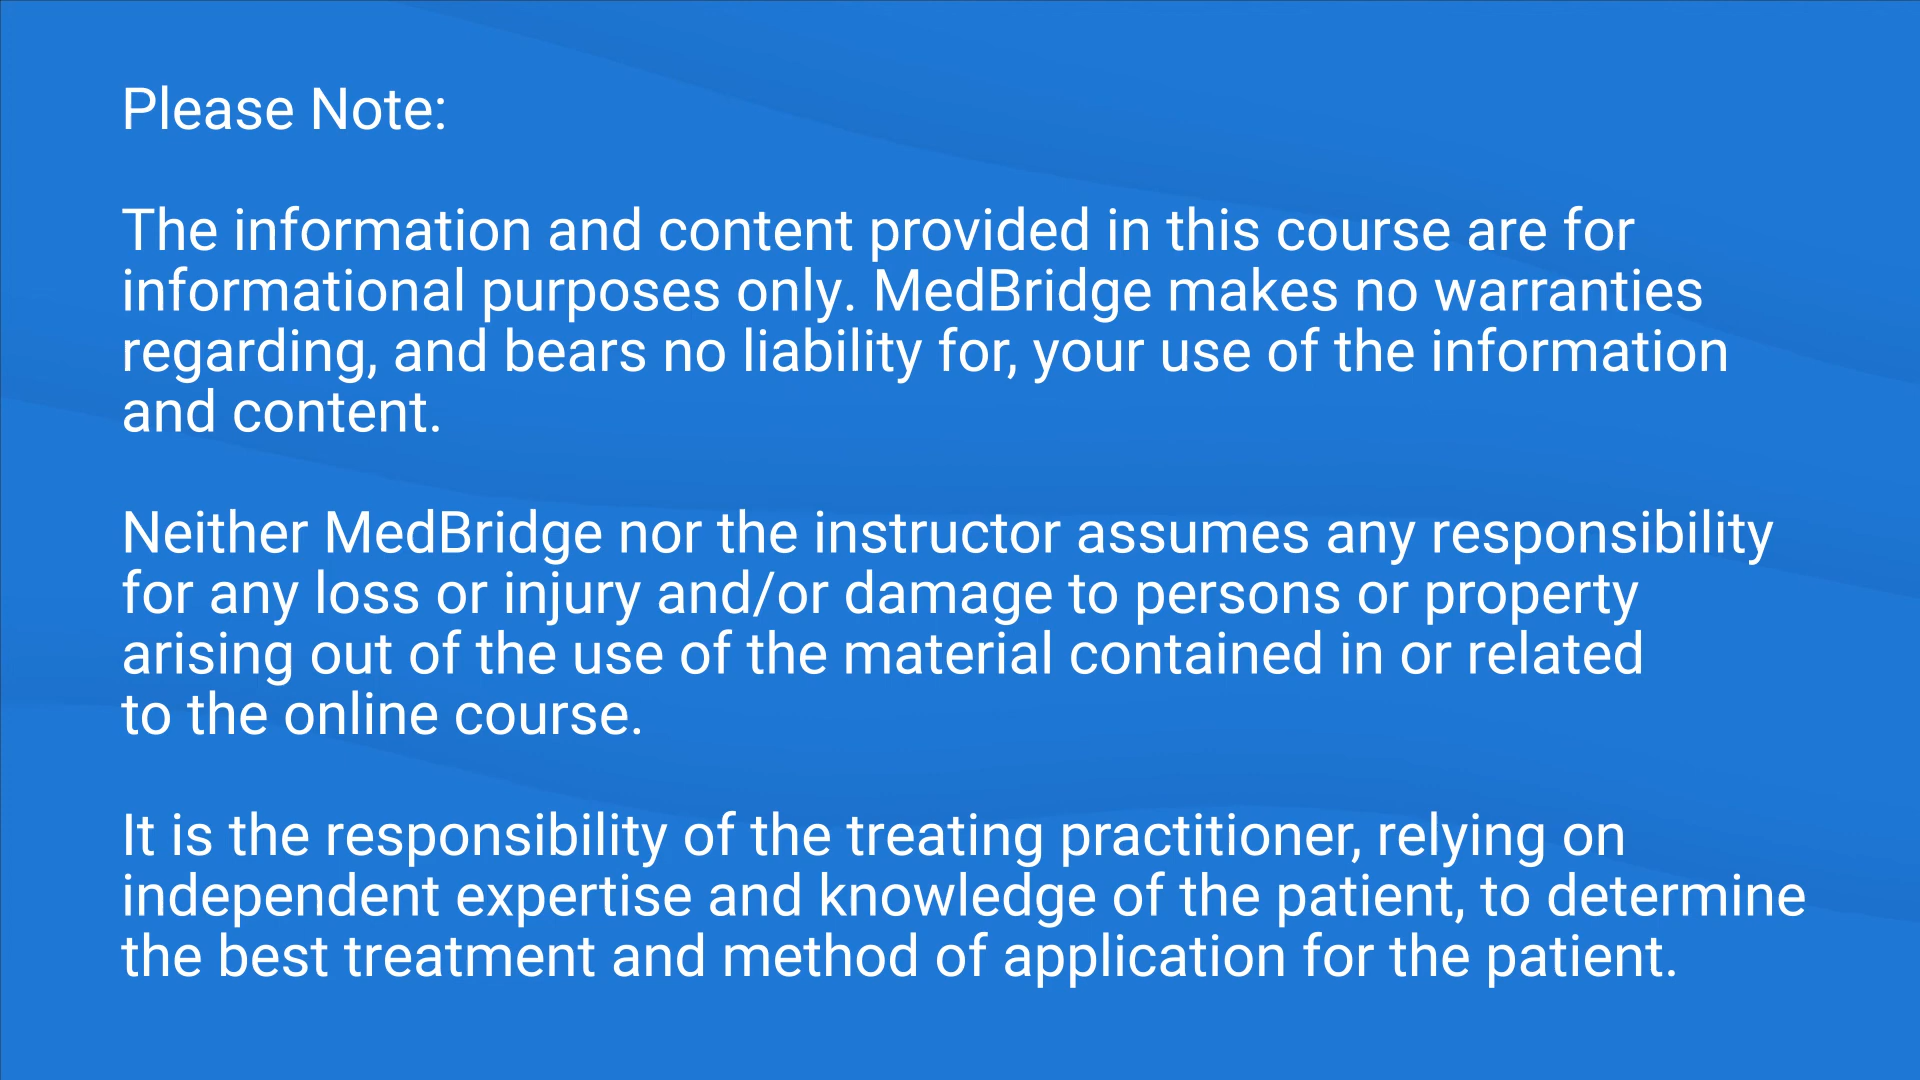 Please Note:
The information and content provided in this course are for
informational purposes only. MedBridge makes no warranties
regarding, and bears no liability for, your use of the information
and content.
Neither MedBridge nor the instructor assumes any responsibility
for any loss or injury and/or damage to persons or property
arising out of the use of the material contained in or related
to the online course.
It is the responsibility of the treating practitioner, relying on
independent expertise and knowledge of the patient, to determine
the best treatment and method of application for the patient.